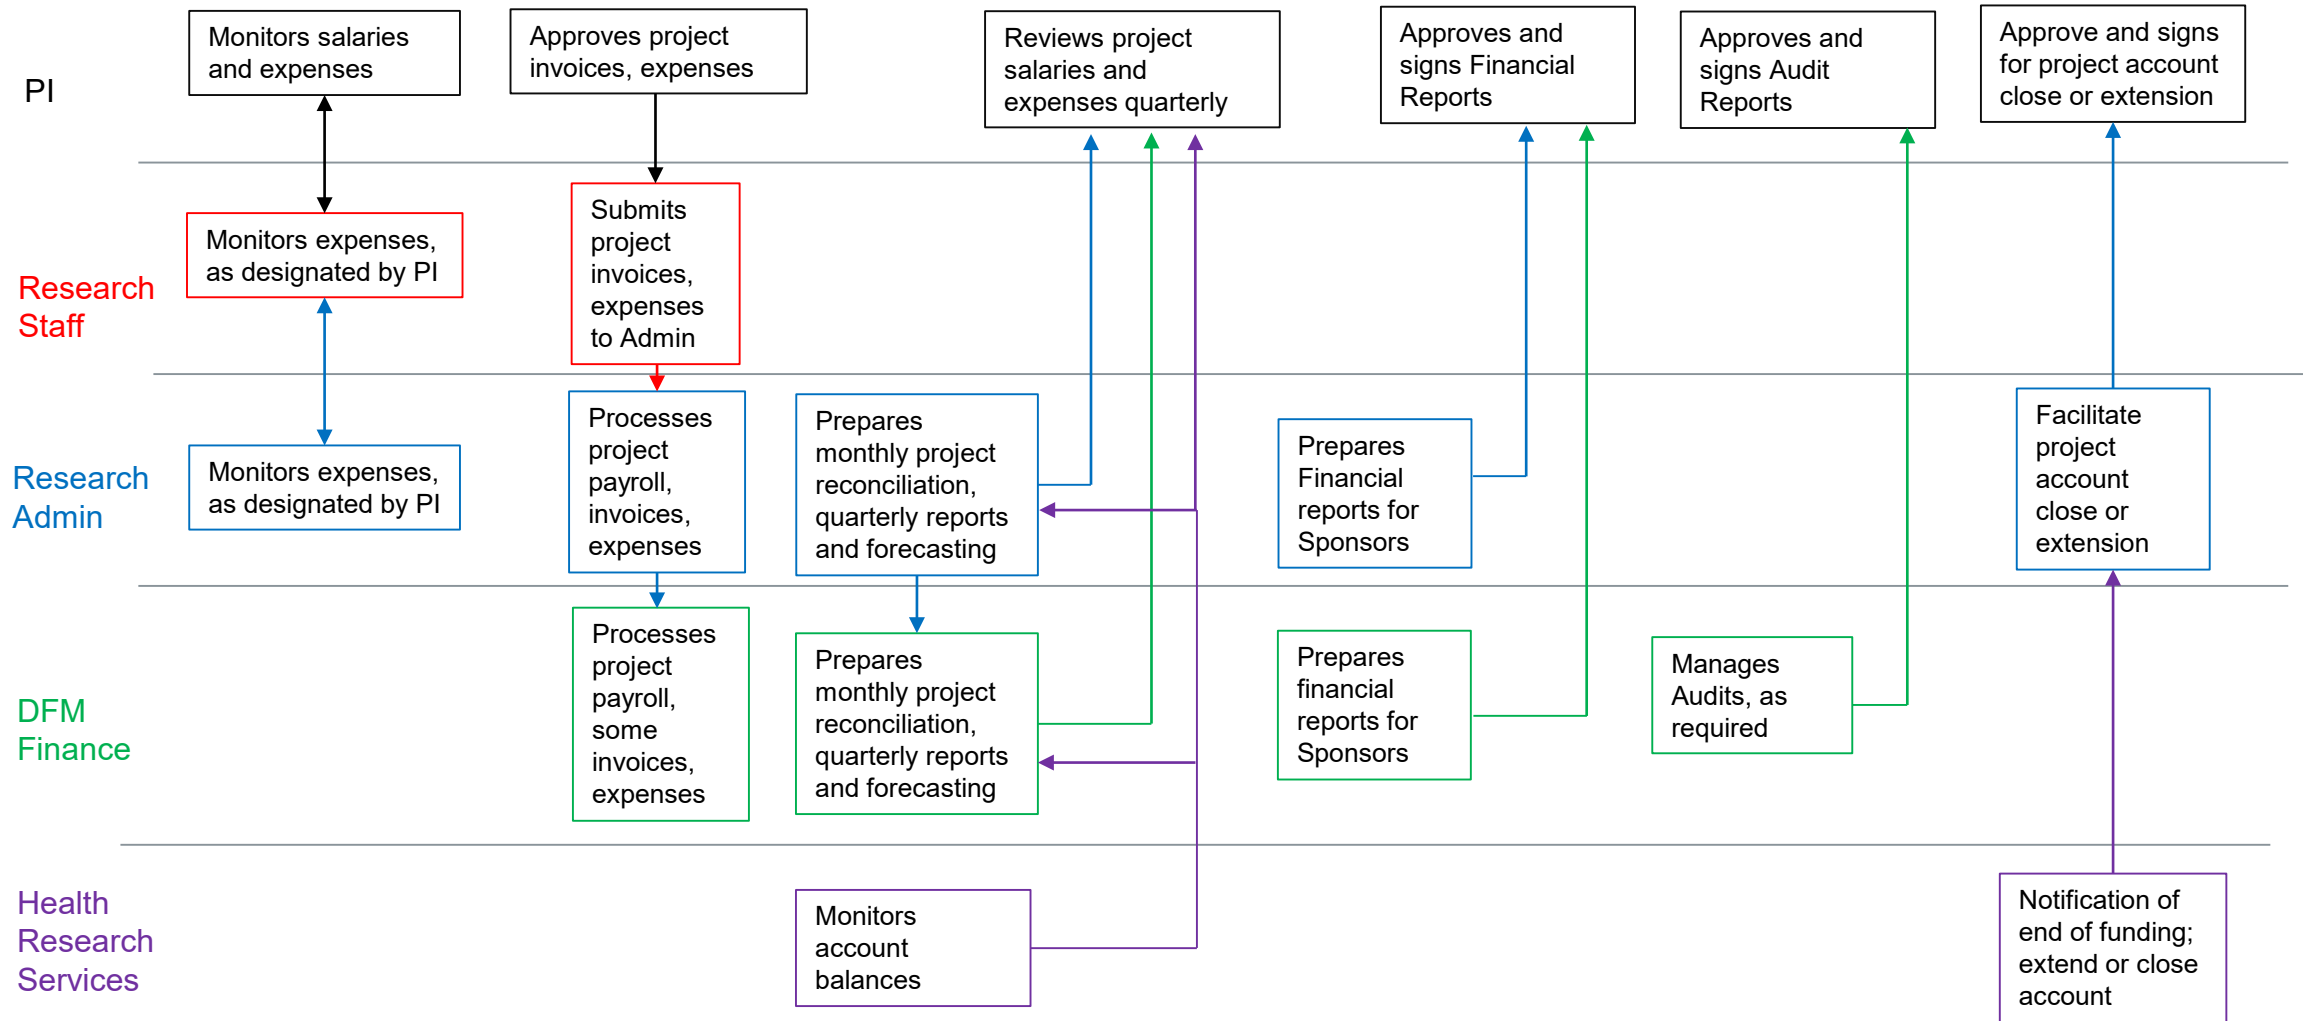 PI
Monitors salaries
and expenses
Approves project
invoices, expenses
Reviews project
salaries and
expenses quarterly
Approves and
signs Financial
Reports
Approves and
signs Audit
Reports
Approve and signs
for project account
close or extension
Research
Staff
Monitors expenses,
as designated by PI
Submits
project
invoices,
expenses
to Admin
Research
Admin
Monitors expenses,
as designated by PI
Processes
project
payroll,
invoices,
expenses
Prepares
monthly project
reconciliation,
quarterly reports
and forecasting
Prepares
Financial
reports for
Sponsors
Facilitate
project
account
close or
extension
DFM
Finance
Processes
project
payroll,
some
invoices,
expenses
Prepares
monthly project
reconciliation,
quarterly reports
and forecasting
Prepares
financial
reports for
Sponsors
Manages
Audits, as
required
Health
Research
Services
Monitors
account
balances
Notification of
end of funding;
extend or close
account